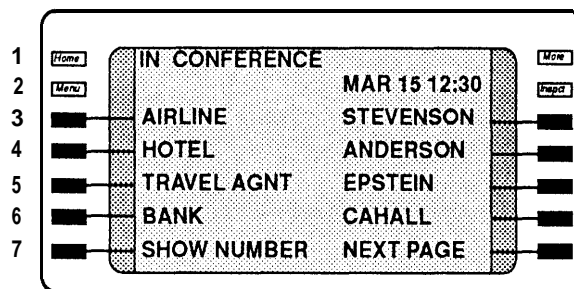 1 Home IN CONFERENCE More
2 Menu MAR 15 12:30 Inspct
3 AIRLINE STEVENSON
4 HOTEL ANDERSON
5 TRAVEL AGNT EPSTEIN
6 BANK CAHALL
7 SHOW NUMBER NEXT PAGE